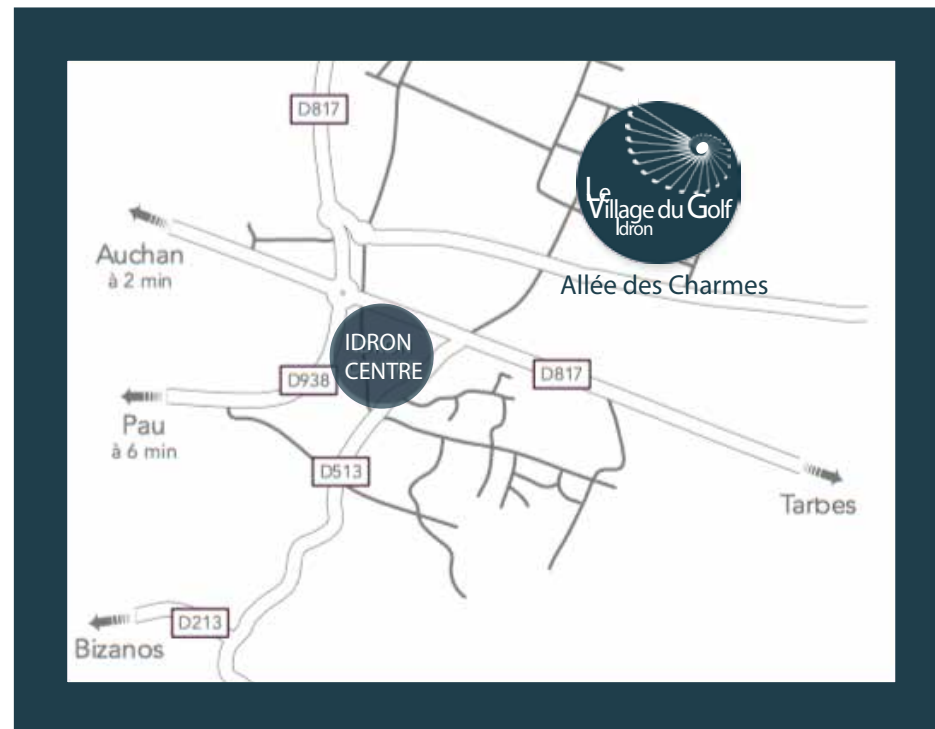 D817
Le
Village du Golf
Idron
Auchan
à 2 min
Allée des Charmes
IDRON
CENTRE
D938
D817
Pau
à 6 min
D513
Tarbes
D213
Bizanos